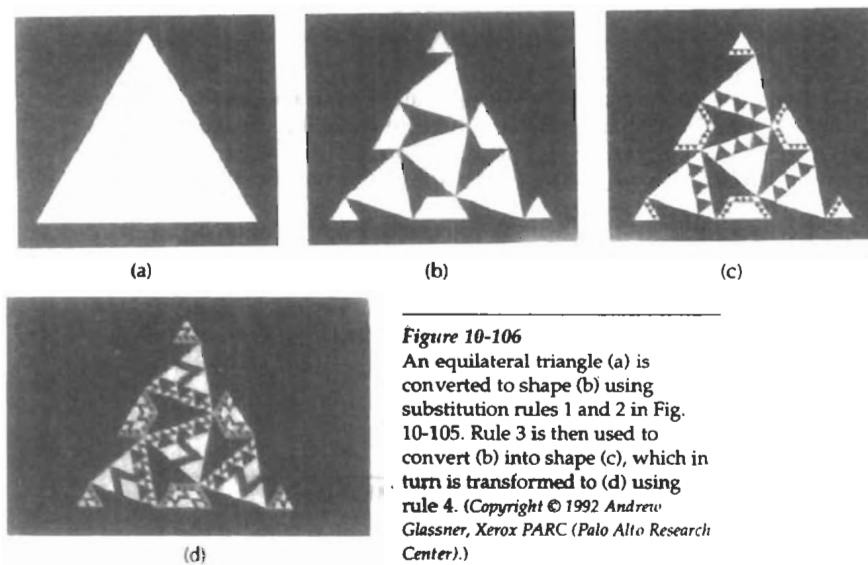 (a)
(b)
(c)
(d)
Figure 10-106
An equilateral triangle (a) is
converted to shape (b) using
substitution rules 1 and 2 in Fig.
10-105. Rule 3 is then used to
convert (b) into shape (c), which in
turn is transformed to (d) using
rule 4. (Copyright © 1992 Andrew
Glassner, Xerox PARC (Palo Alto Research
Center).)